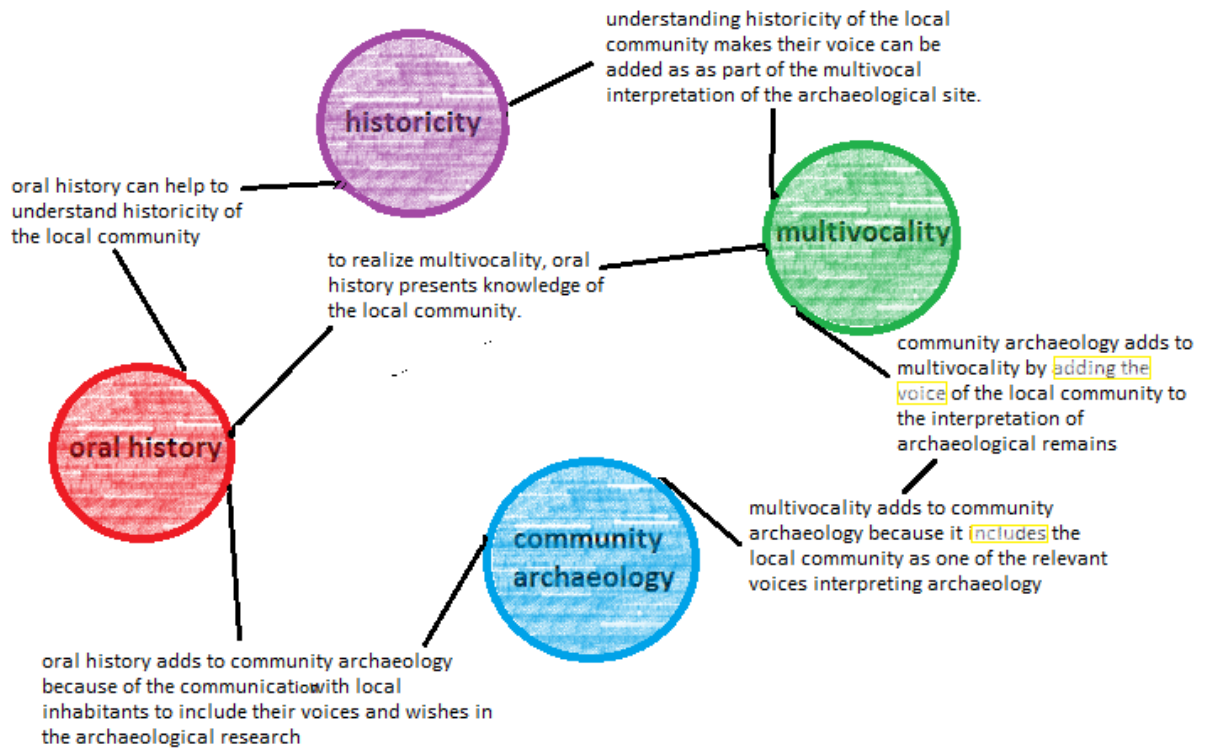 understanding historicity of the local
community makes their voice can be
added as as part of the multivocal
interpretation of the archaeological site.
historicity
oral history can help to
understand historicity of
the local community
multivocality
to realize multivocality, oral
history presents knowledge of
the local community.
community archaeology adds to
multivocality by adding the
voice of the local community to
the interpretation of
archaeological remains
oral history
multivocality adds to community
archaeology because it includes the
local community as one of the relevant
voices interpreting archaeology
community
archaeology
oral history adds to community archaeology
because of the communication with local
inhabitants to include their voices and wishes in
the archaeological research